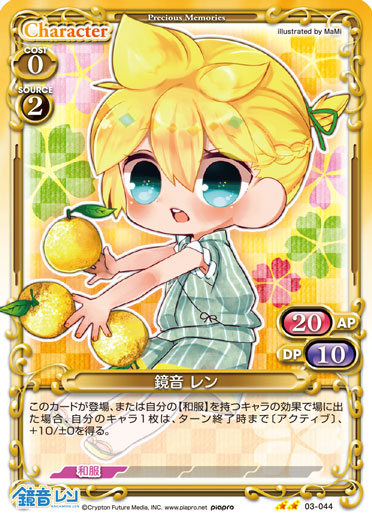 Precious Memories
Character
illustrated by MaMi
COST
0
SOURCE
2
20 AP
DP 10
鏡音 レン
このカードが登場、または自分の【和服】を持つキャラの効果で場に出
た場合、自分のキャラ1枚は、ターン終了時まで〔アクティブ〕、
+10/±0を得る。
和服
鏡音レン
KAGAMINE LEN
©Crypton Future Media, INC. www.piapro.net piapro
★★ 03-044